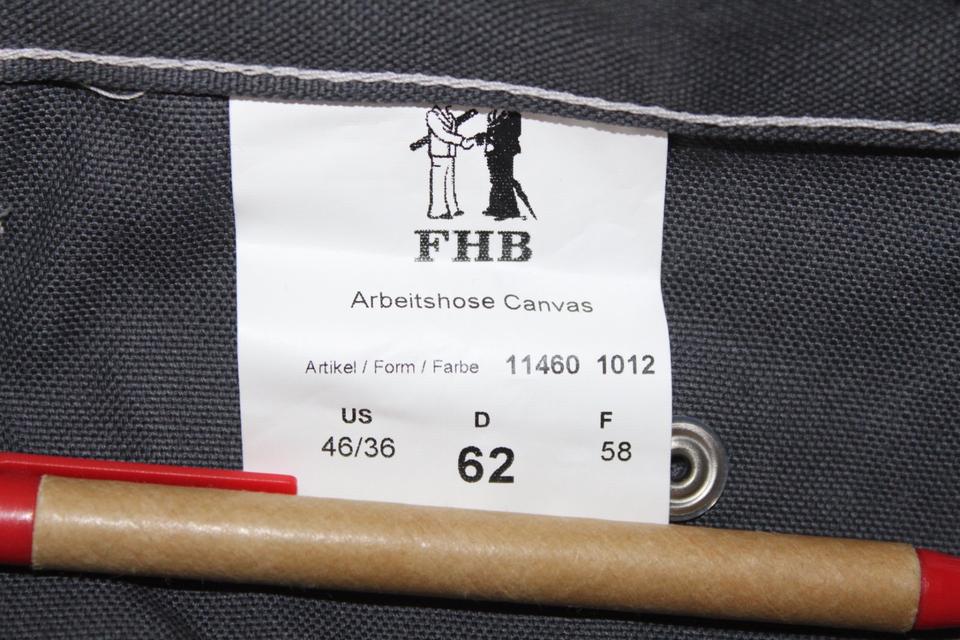 FHB
Arbeitshose Canvas
Artikel / Form / Farbe 11460 1012
US D F
46/36 62 58